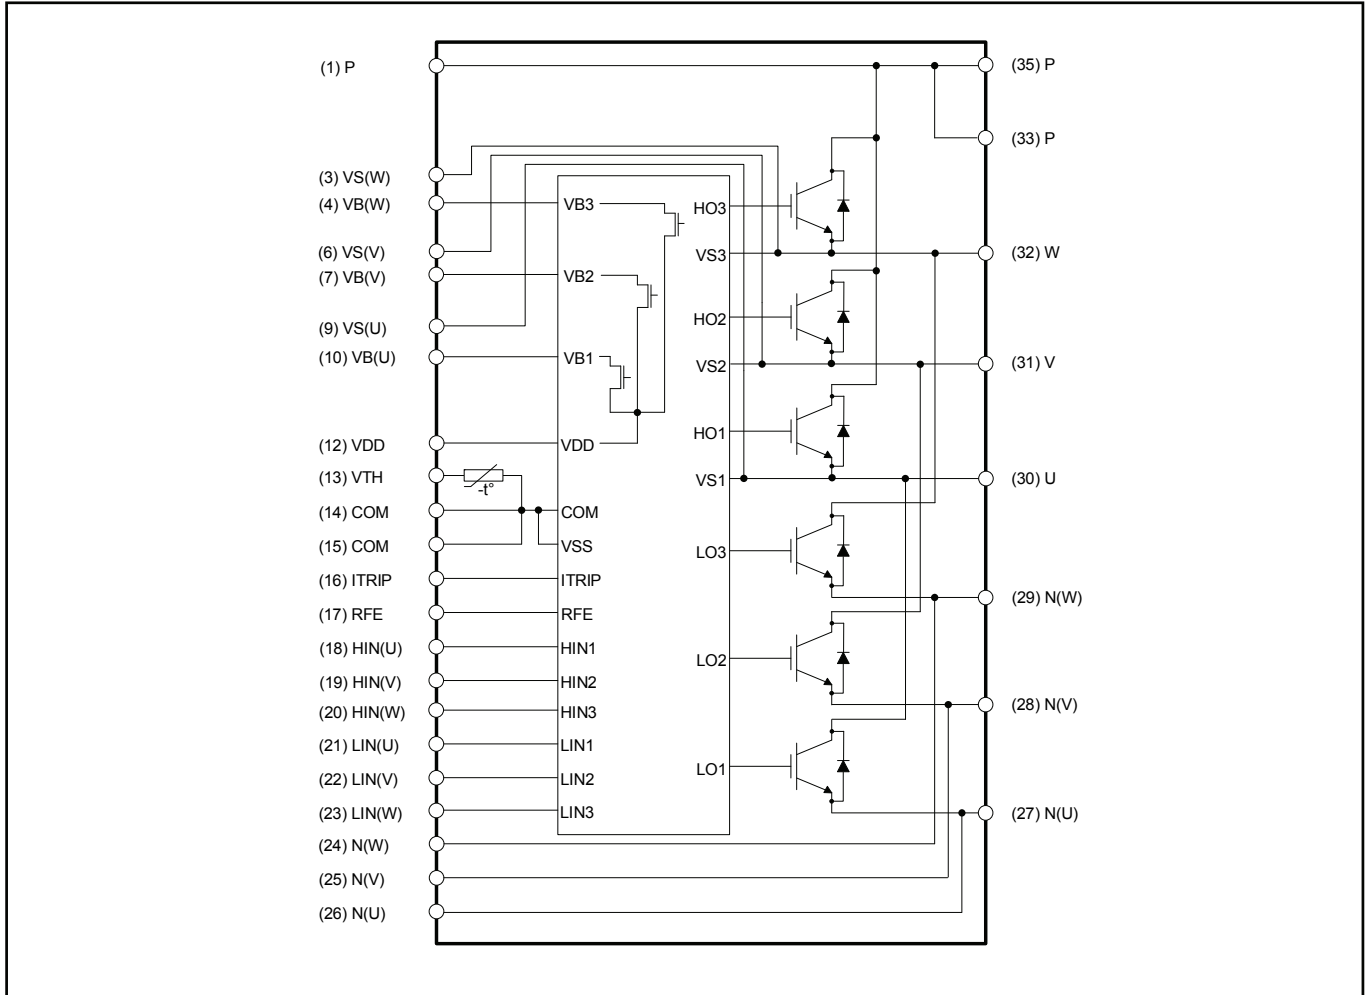 (1) P
(3) VS(W)
(4) VB(W)
(6) VS(V)
(7) VB(V)
(9) VS(U)
(10) VB(U)
(12) VDD
(13) VTH
(14) COM
(15) COM
(16) ITRIP
(17) RFE
(18) HIN(U)
(19) HIN(V)
(20) HIN(W)
(21) LIN(U)
(22) LIN(V)
(23) LIN(W)
(24) N(W)
(25) N(V)
(26) N(U)
-t°
VB3
VB2
VB1
VDD
COM
VSS
ITRIP
RFE
HIN1
HIN2
HIN3
LIN1
LIN2
LIN3
HO3
VS3
HO2
VS2
HO1
VS1
LO3
LO2
LO1
(35) P
(33) P
(32) W
(31) V
(30) U
(29) N(W)
(28) N(V)
(27) N(U)